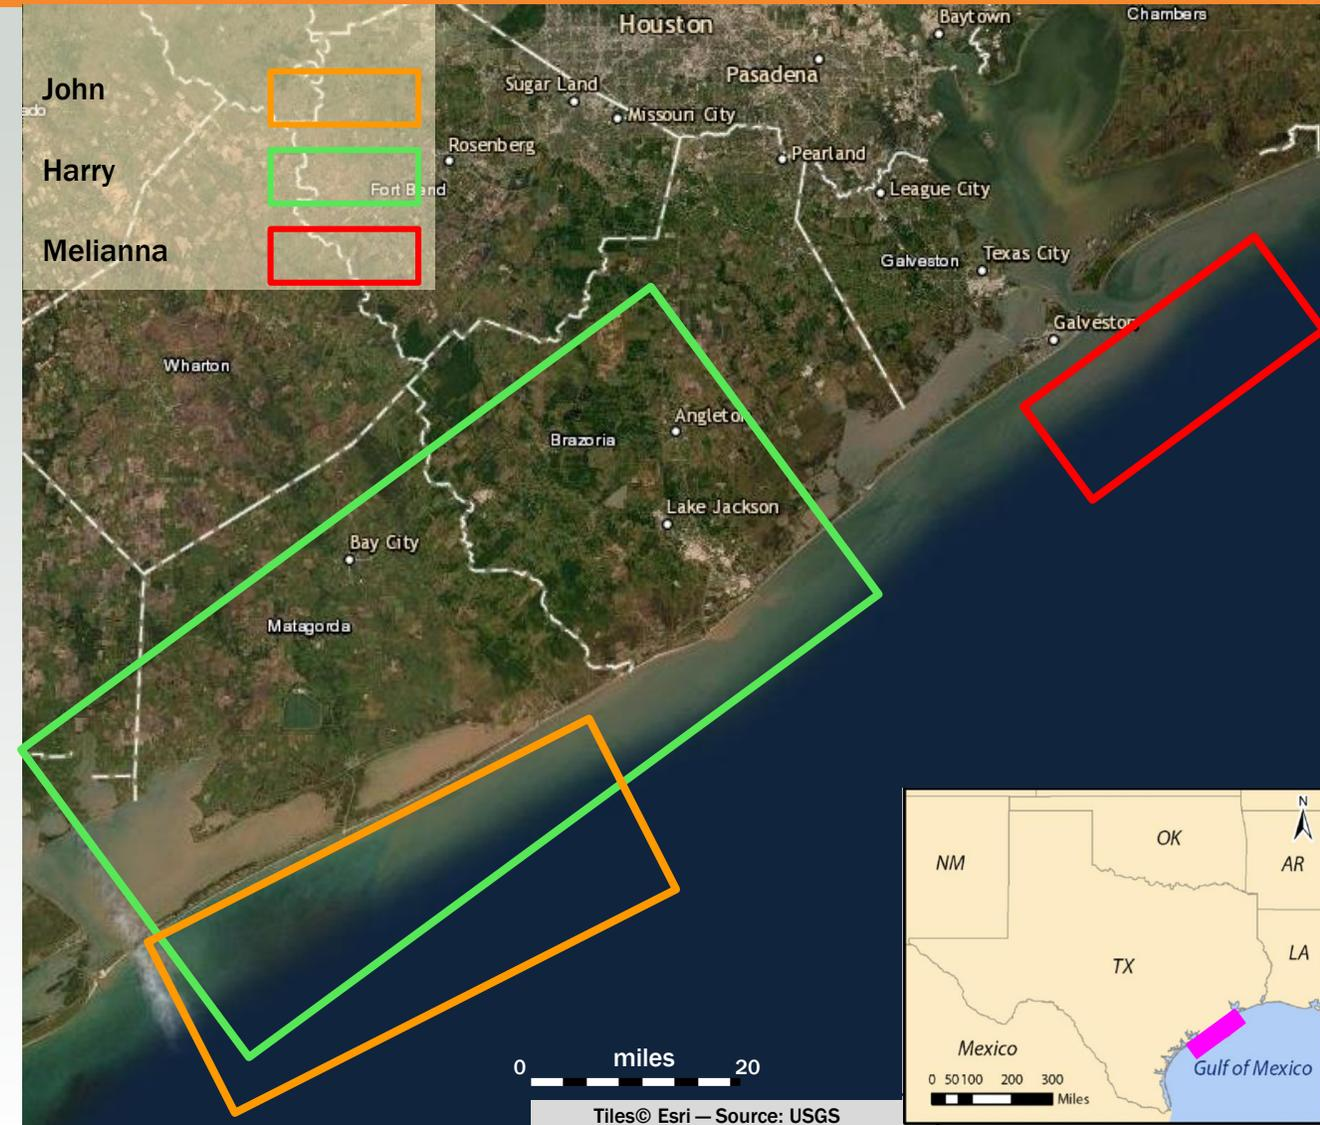 Houston
Baytown
Chambers
Pasadena
Sugar Land
Missouri City
John
Rosenberg
Pearland
Harry
Fort Bend
League City
Melianna
Galveston
Texas City
Galveston
Wharton
Angleton
Brazoria
Lake Jackson
Bay City
Matagorda
N
OK
NM
AR
LA
TX
Mexico
Gulf of Mexico
0 50 100 200 300
Miles
miles
0 20
Tiles© Esri — Source: USGS